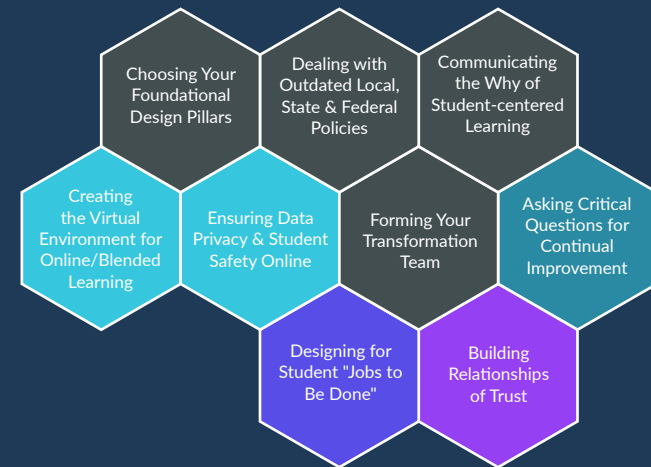 Choosing Your
Foundational
Design Pillars
Dealing with
Outdated Local,
State & Federal
Policies
Communicating
the Why of
Student-centered
Learning
Creating
the Virtual
Environment for
Online/Blended
Learning
Ensuring Data
Privacy & Student
Safety Online
Forming Your
Transformation
Team
Asking Critical
Questions for
Continual
Improvement
Designing for
Student "Jobs to
Be Done"
Building
Relationships
of Trust